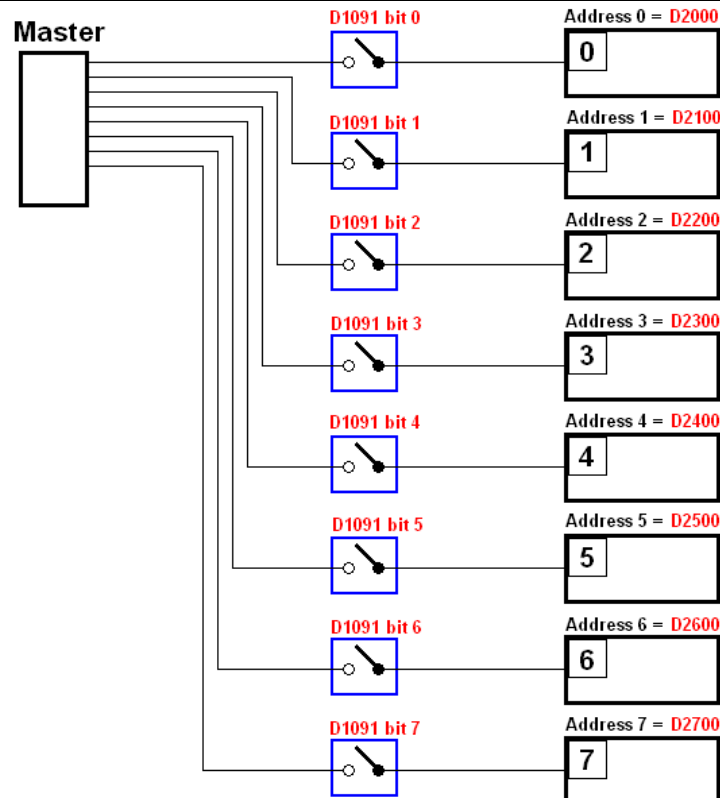 Master
D1091 bit 0
Address 0 = D2000
0
D1091 bit 1
Address 1 = D2100
1
D1091 bit 2
Address 2 = D2200
2
D1091 bit 3
Address 3 = D2300
3
D1091 bit 4
Address 4 = D2400
4
D1091 bit 5
Address 5 = D2500
5
D1091 bit 6
Address 6 = D2600
6
D1091 bit 7
Address 7 = D2700
7